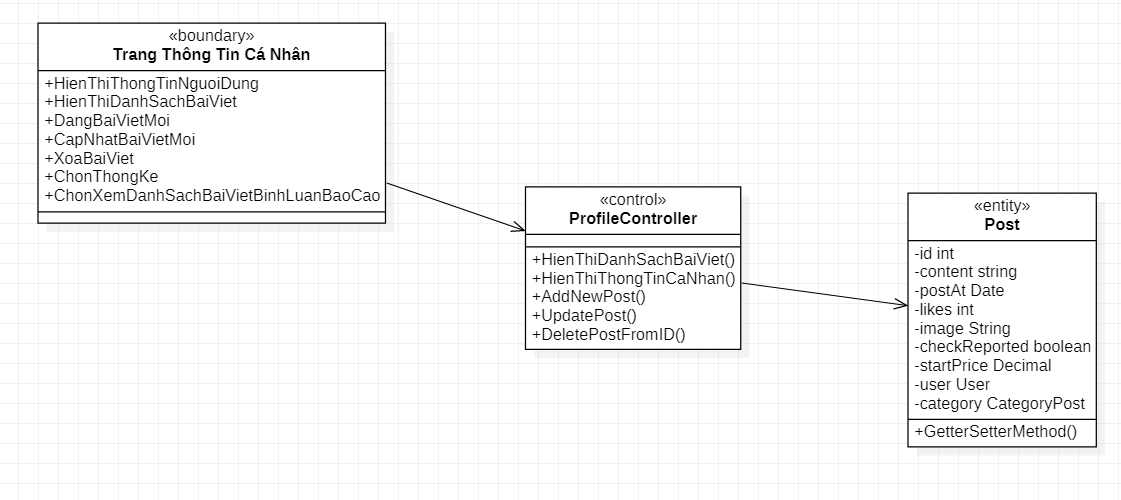 «boundary»
Trang Thông Tin Cá Nhân
+HienThiThongTinNguoiDung
+HienThiDanhSachBaiViet
+DangBaiVietMoi
+CapNhatBaiVietMoi
+XoaBaiViet
+ChonThongKe
+ChonXemDanhSachBaiVietBinhLuanBaoCao
«control»
ProfileController
+HienThiDanhSachBaiViet()
+HienThiThongTinCaNhan()
+AddNewPost()
+UpdatePost()
+DeletePostFromID()
«entity»
Post
-id int
-content string
-postAt Date
-likes int
-image String
-checkReported boolean
-startPrice Decimal
-user User
-category CategoryPost
+GetterSetterMethod()